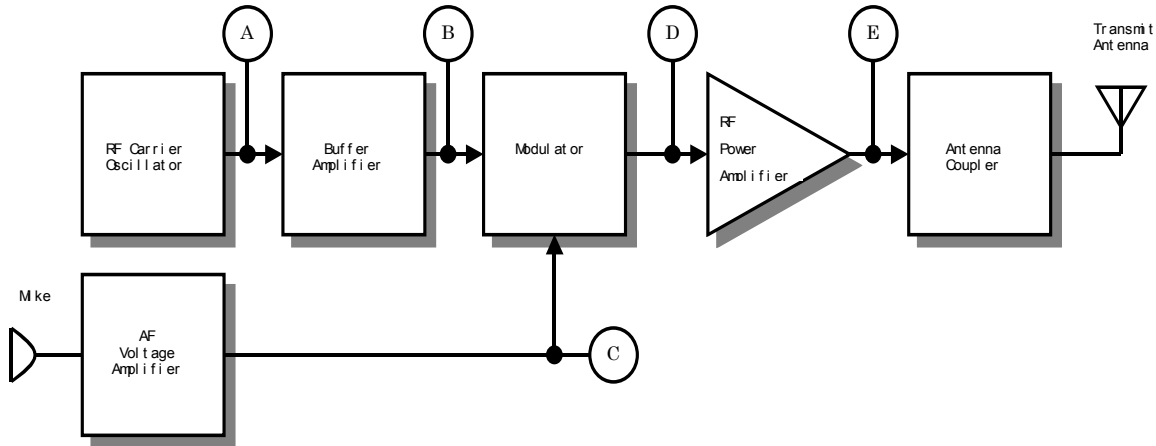 A
B
D
E
Transmit
Antenna
RF Carrier
Oscillator
Buffer
Amplifier
Modulator
RF
Power
Amplifier
Antenna
Coupler
Mike
AF
Voltage
Amplifier
C